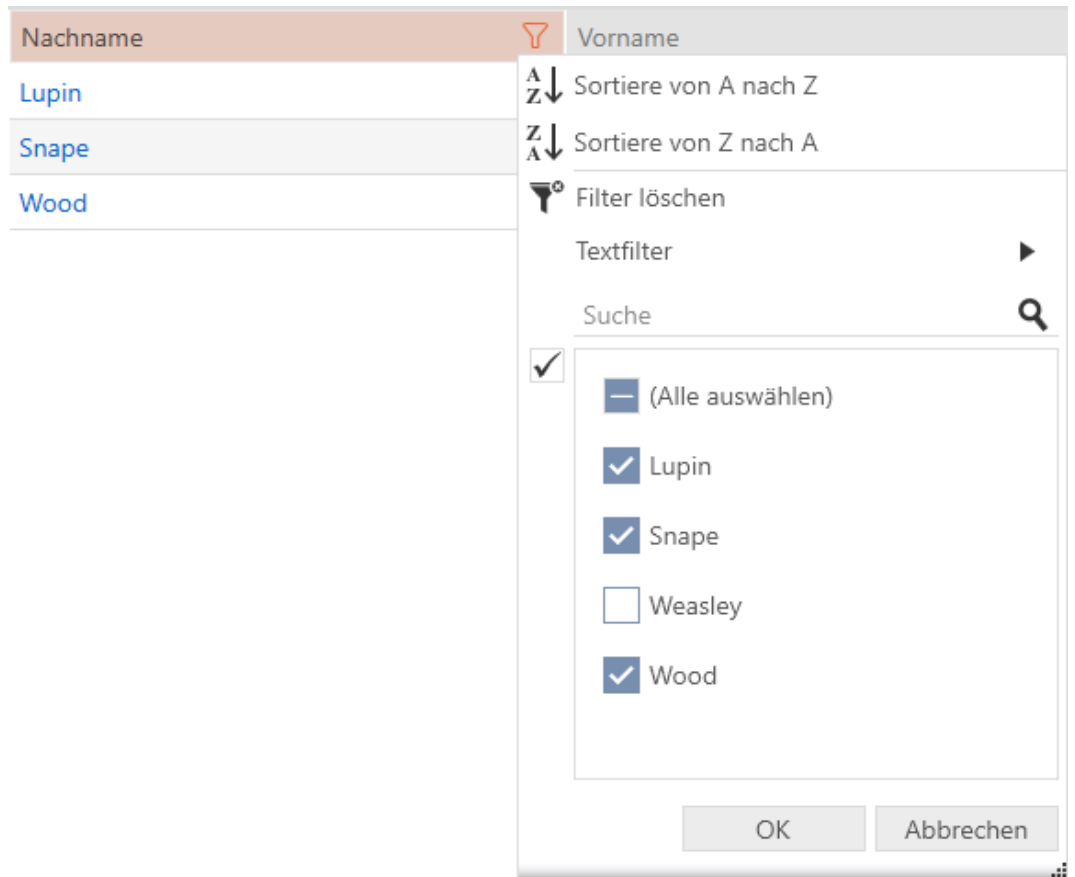 Nachname
Vorname
Lupin
Snape
Wood
Sortiere von A nach Z
Sortiere von Z nach A
Filter löschen
Textfilter
Suche
(Alle auswählen)
Lupin
Snape
Weasley
Wood
OK
Abbrechen